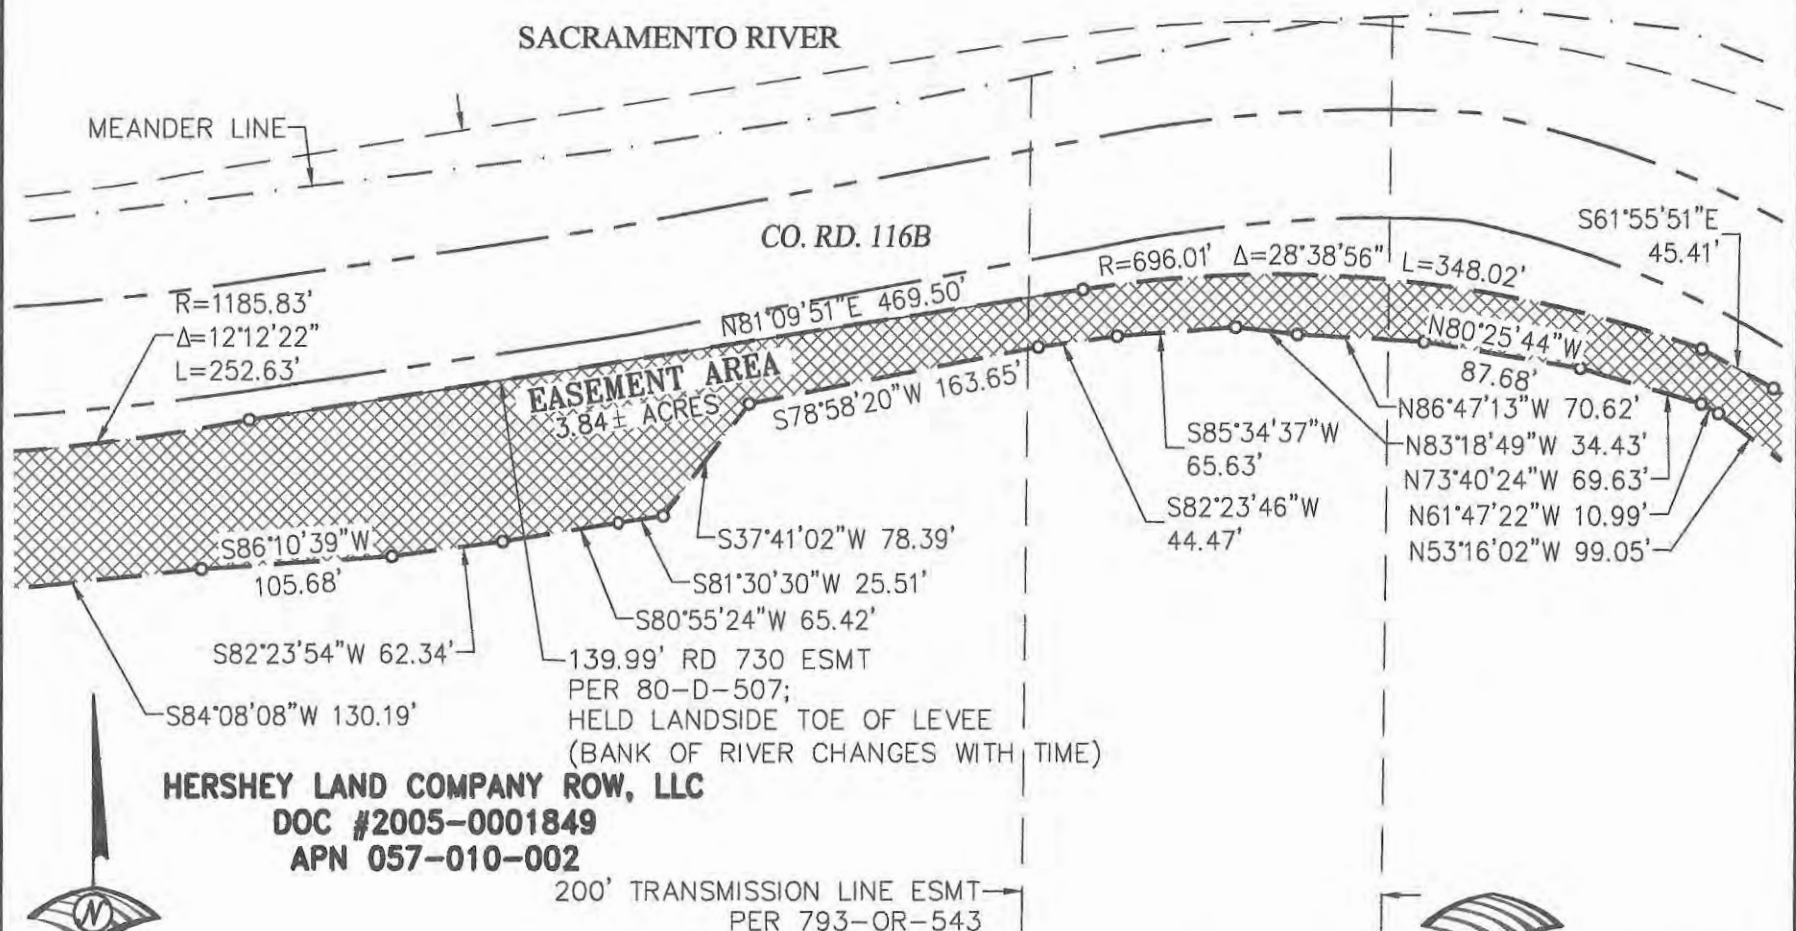 SACRAMENTO RIVER
MEANDER LINE
CO. RD. 116B
S61°55'51"E
45.41'
R=696.01' Δ=28°38'56" L=348.02'
R=1185.83'
Δ=12°12'22"
L=252.63'
N81°09'51"E 469.50'
N80°25'44"W
87.68'
EASEMENT AREA
3.84± ACRES
S78°58'20"W 163.65'
N86°47'13"W 70.62'
N83°18'49"W 34.43'
N73°40'24"W 69.63'
N61°47'22"W 10.99'
N53°16'02"W 99.05'
S85°34'37"W
65.63'
S82°23'46"W
44.47'
S37°41'02"W 78.39'
S86°10'39"W
105.68'
S81°30'30"W 25.51'
S80°55'24"W 65.42'
S82°23'54"W 62.34'
139.99' RD 730 ESMT
PER 80-D-507;
HELD LANDSIDE TOE OF LEVEE
(BANK OF RIVER CHANGES WITH TIME)
S84°08'08"W 130.19'
HERSHEY LAND COMPANY ROW, LLC
DOC #2005-0001849
APN 057-010-002
200' TRANSMISSION LINE ESMT
PER 793-OR-543
N